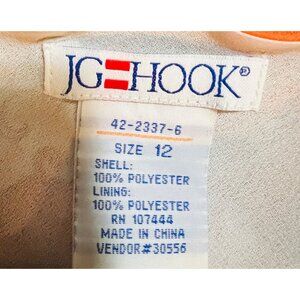 JG HOOK®
42-2337-6
SIZE 12
SHELL:
100% POLYESTER
LINING:
100% POLYESTER
RN 107444
MADE IN CHINA
VENDOR#30556